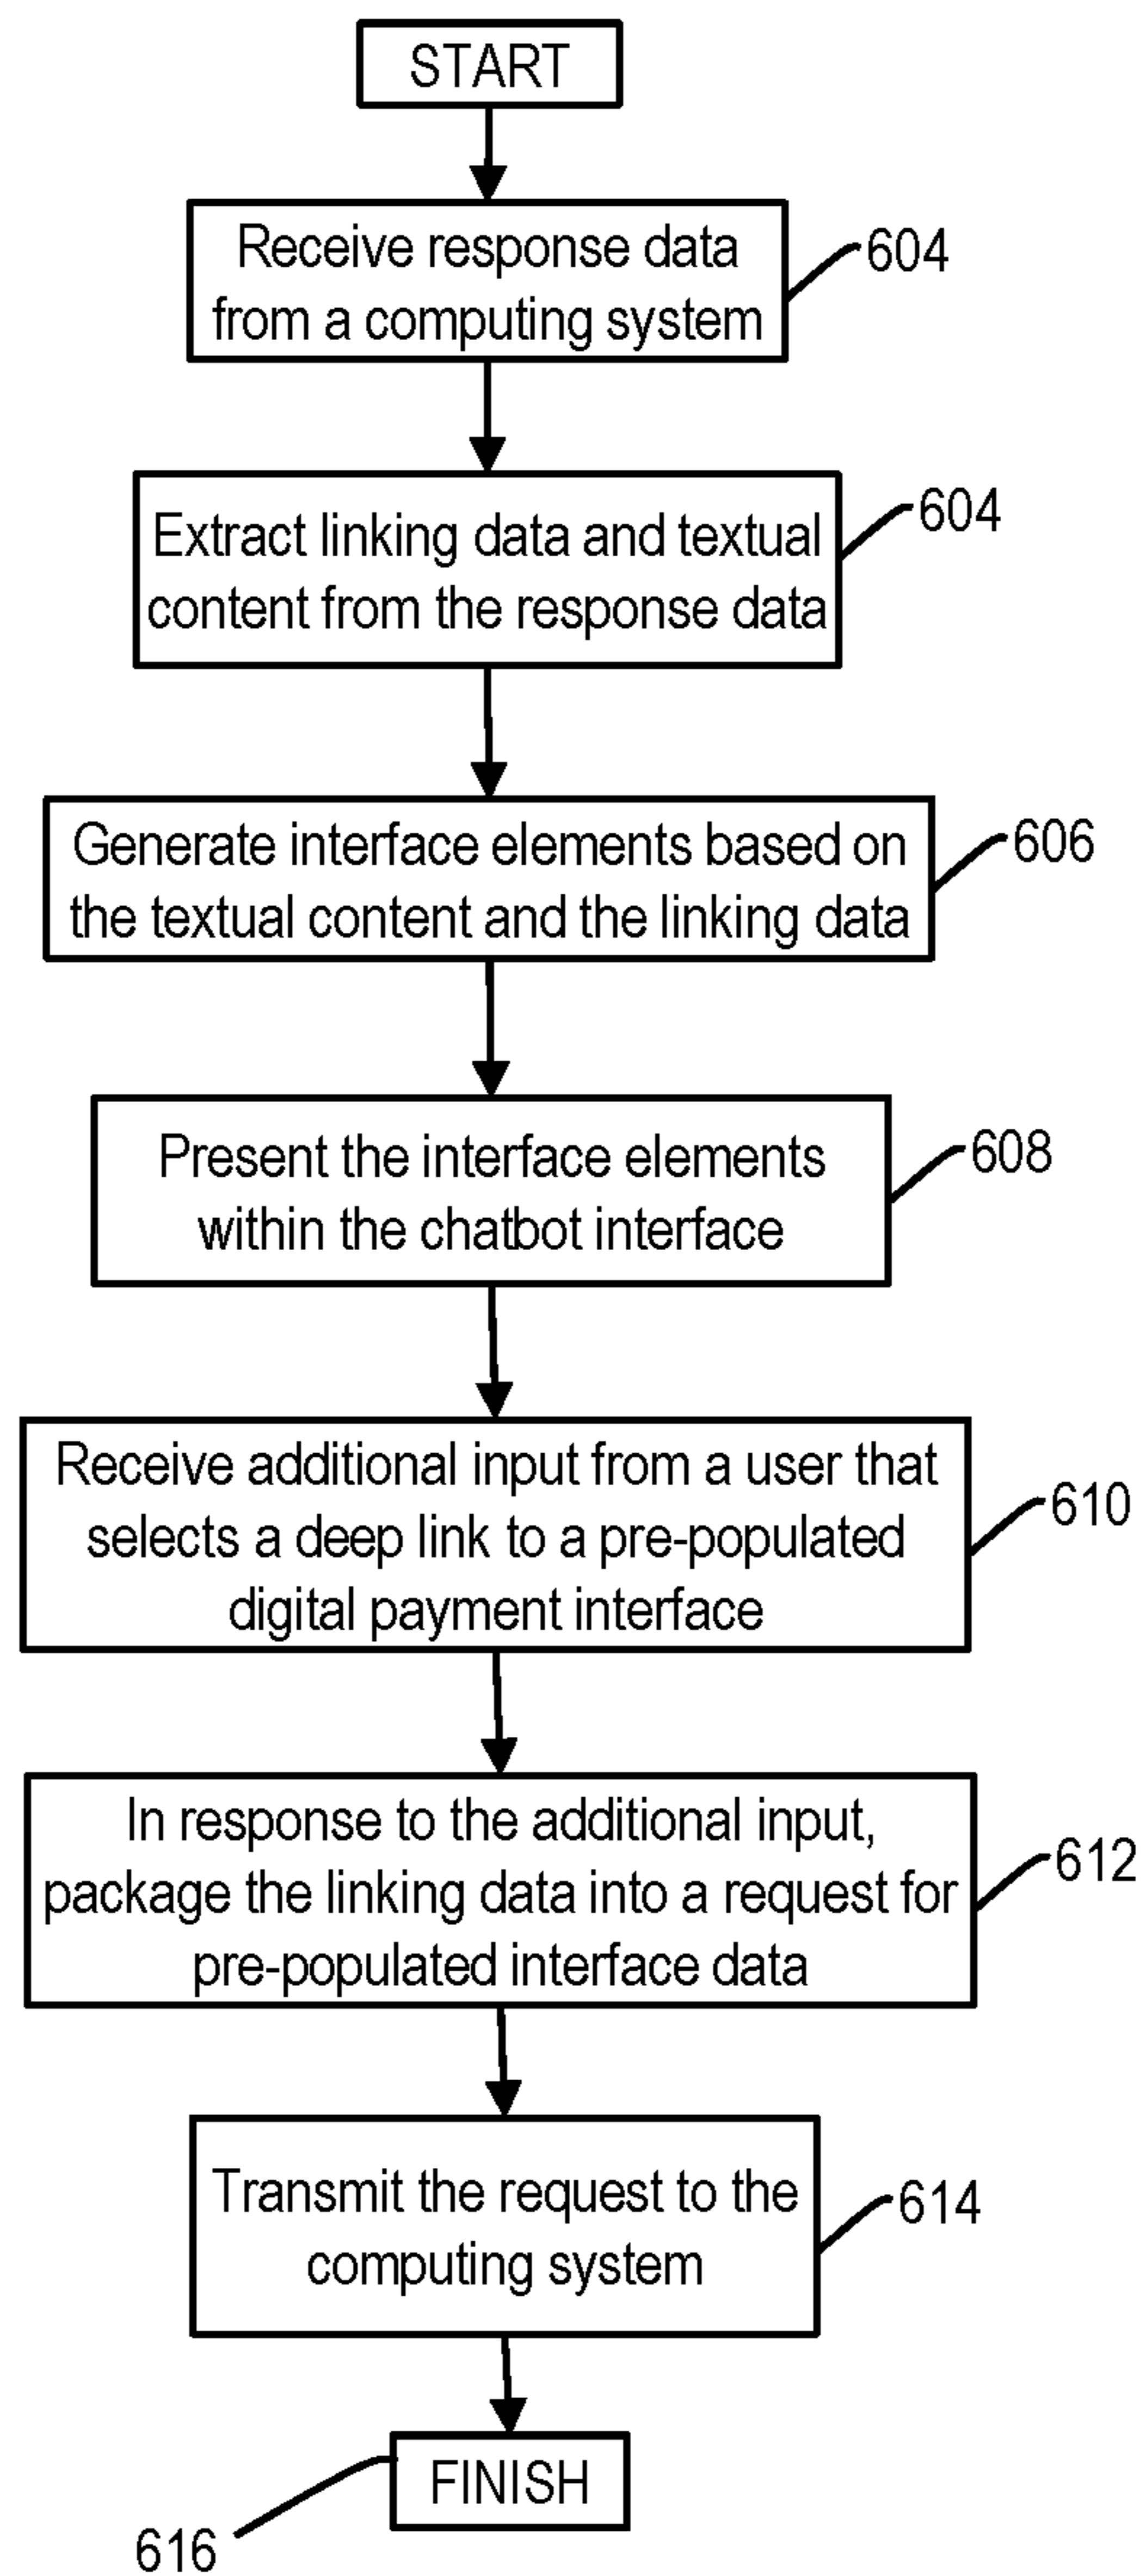 START
Receive response data
from a computing system
604
Extract linking data and textual
content from the response data
604
Generate interface elements based on
the textual content and the linking data
606
Present the interface elements
within the chatbot interface
608
Receive additional input from a user that
selects a deep link to a pre-populated
digital payment interface
610
In response to the additional input,
package the linking data into a request for
pre-populated interface data
612
Transmit the request to the
computing system
614
FINISH
616